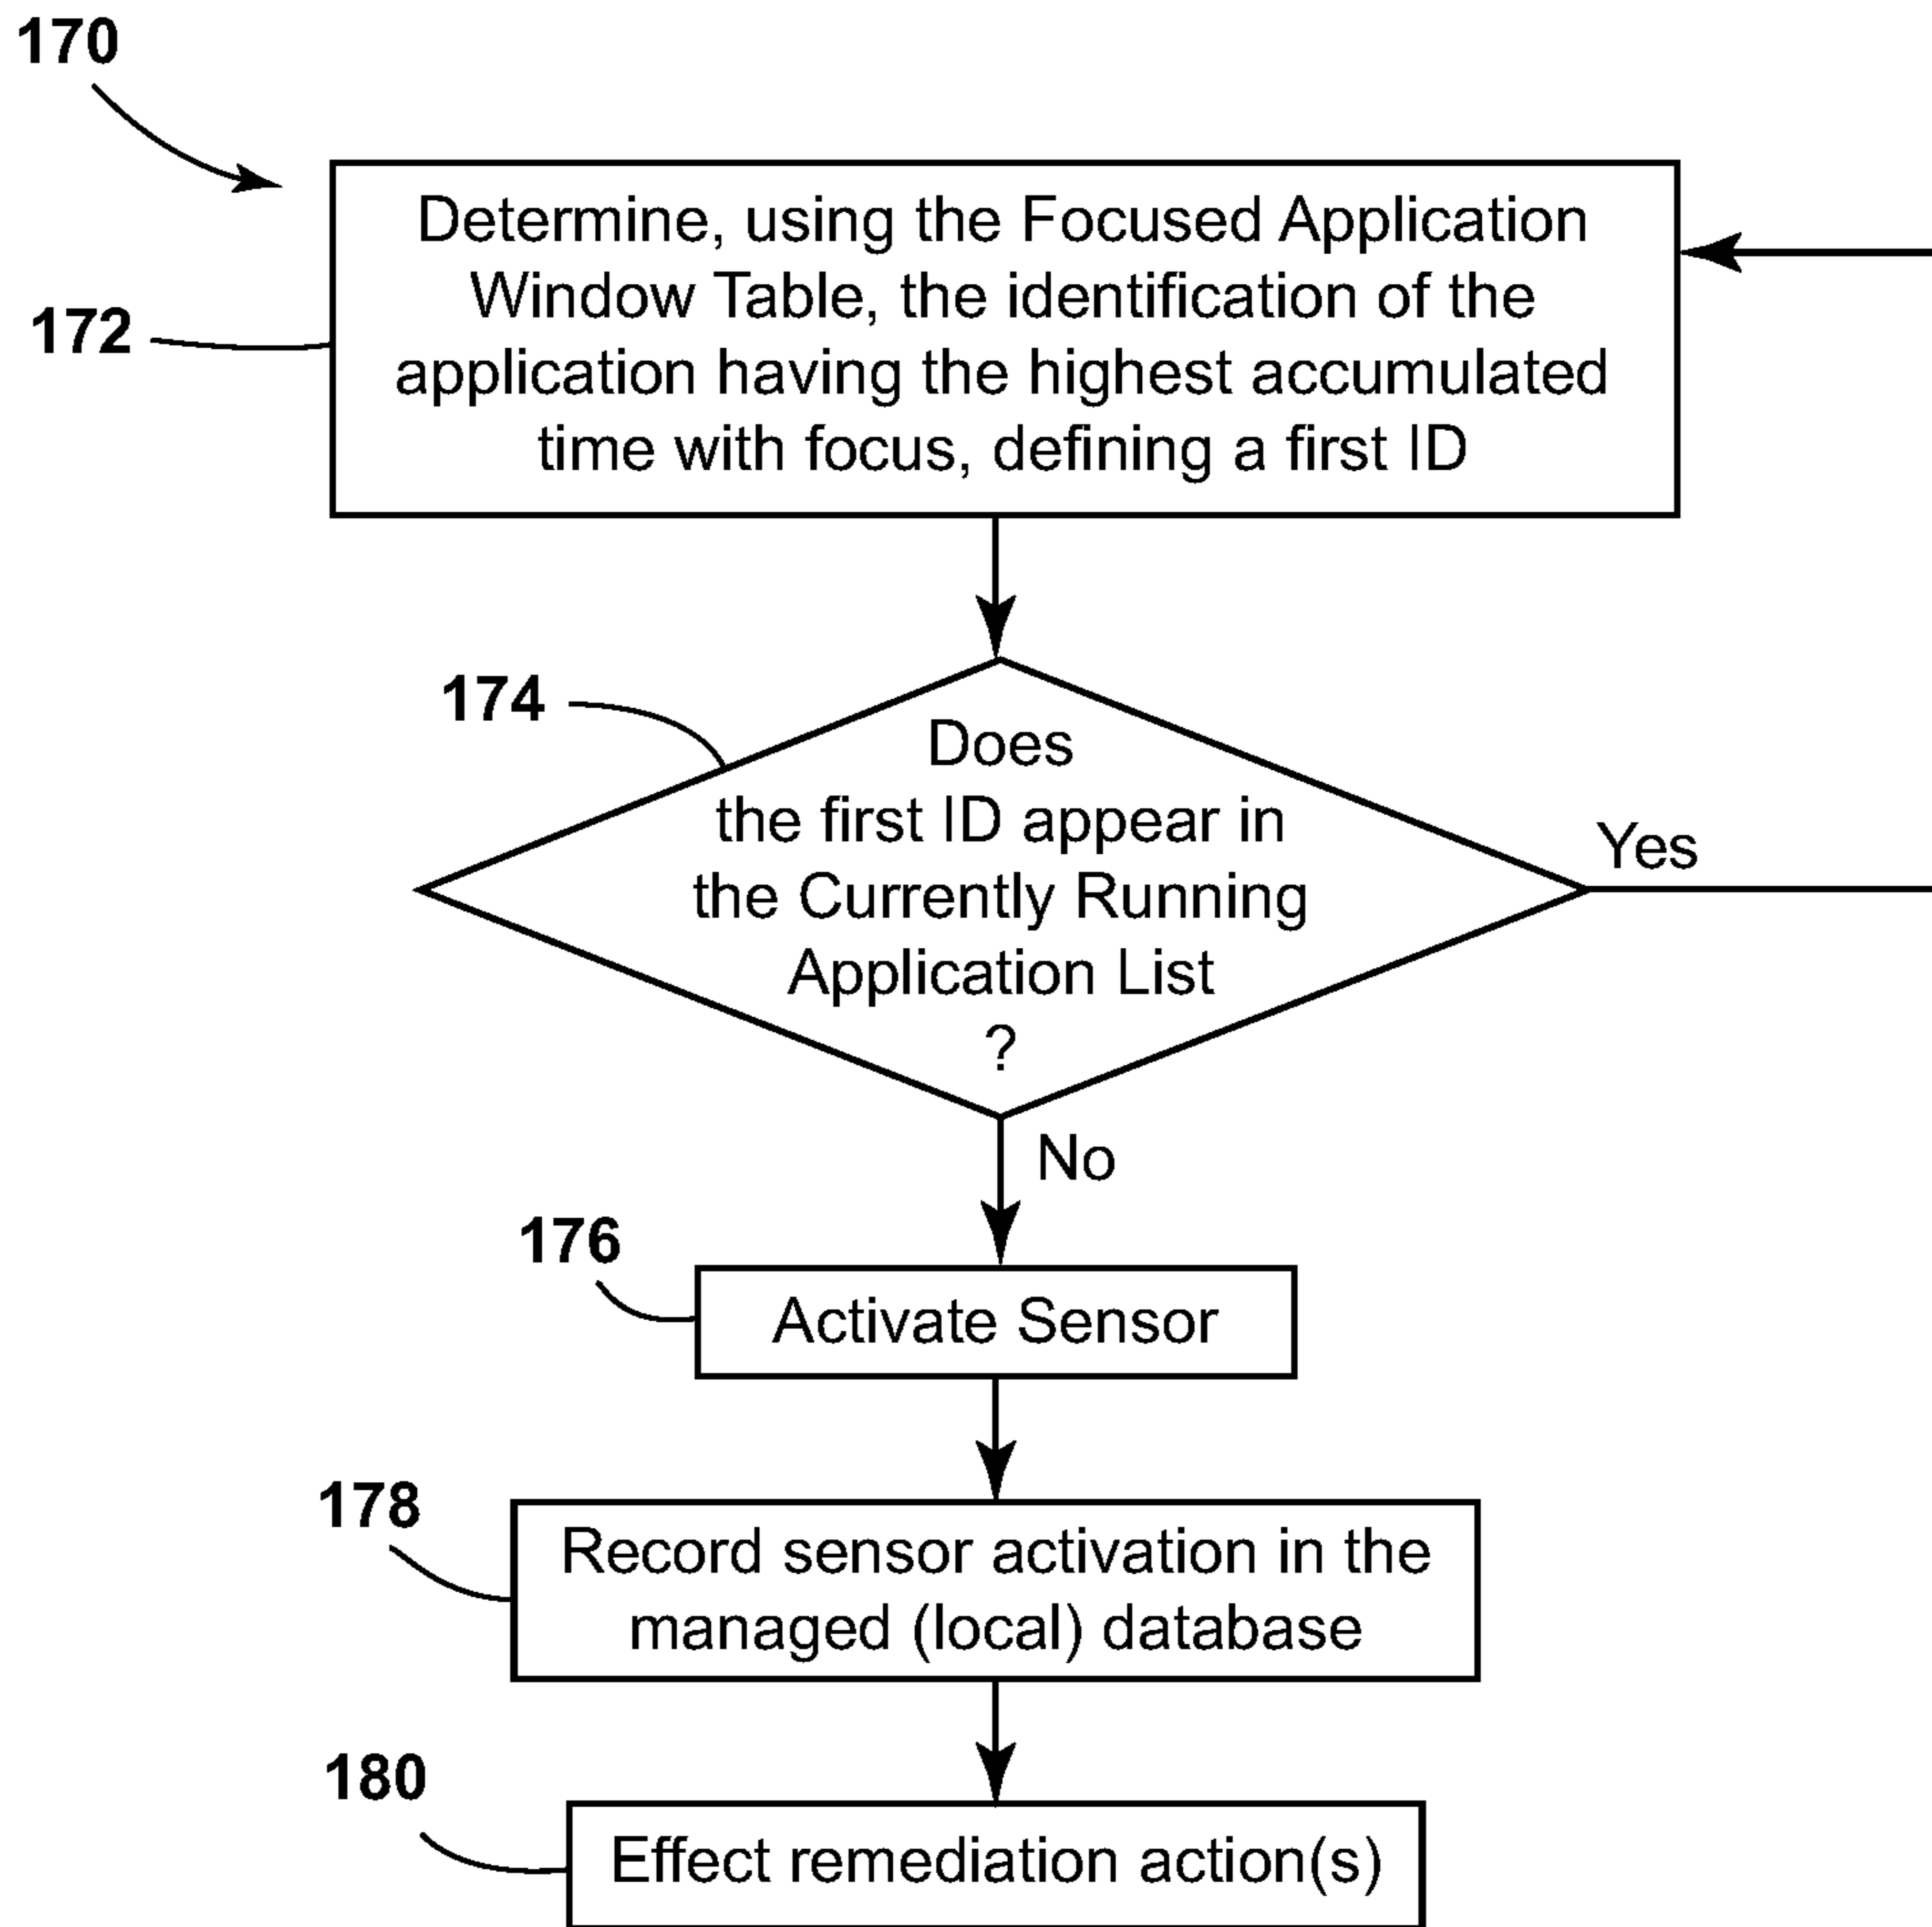 170
172
Determine, using the Focused Application
Window Table, the identification of the
application having the highest accumulated
time with focus, defining a first ID
174
Does
the first ID appear in
the Currently Running
Application List
?
Yes
No
176
Activate Sensor
178
Record sensor activation in the
managed (local) database
180
Effect remediation action(s)